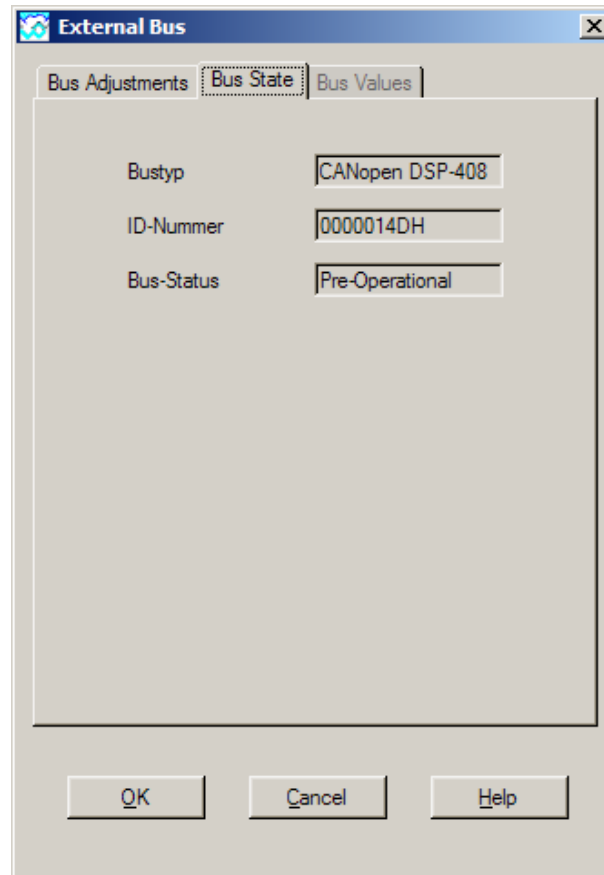 External Bus
Bus Adjustments Bus State Bus Values
Bustyp CANopen DSP-408
ID-Nummer 0000014DH
Bus-Status Pre-Operational
OK Cancel Help